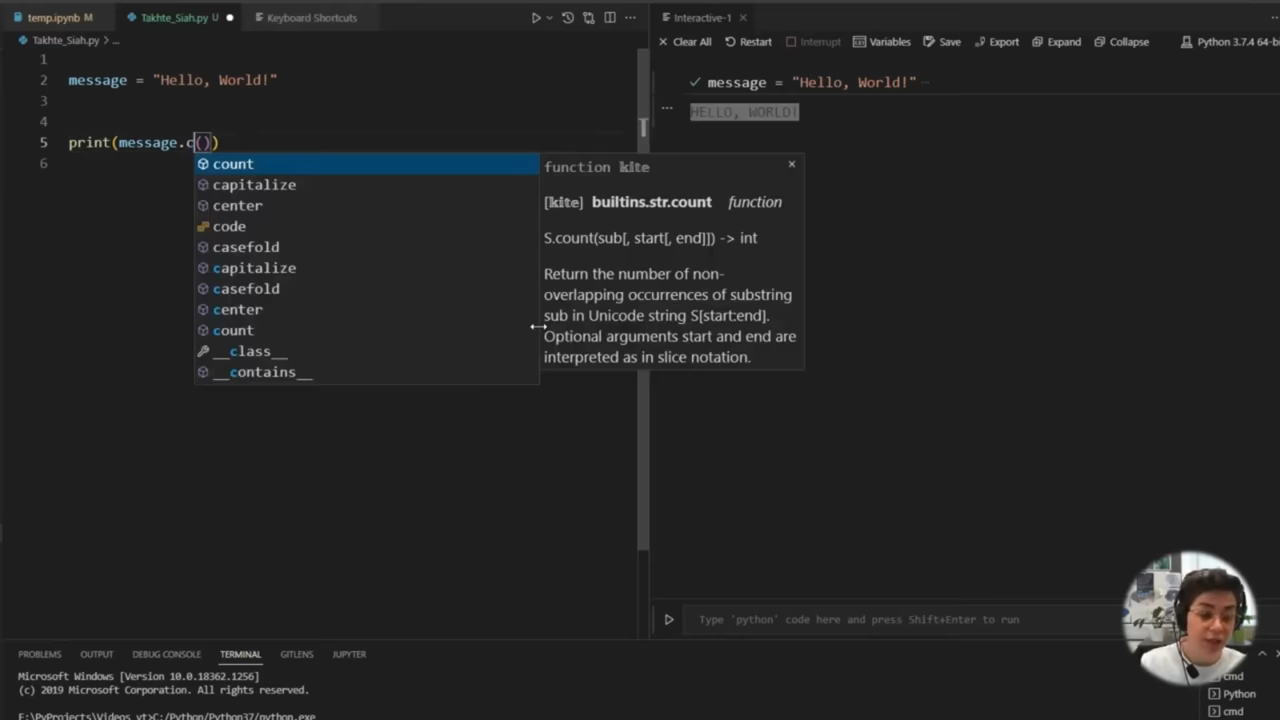 temp.ipynb M
Takhte_Siah.py U
Keyboard Shortcuts
Takhte_Siah.py > ...
1
2 message = "Hello, World!"
3
4
5 print(message.c())
6
count
capitalize
center
code
casefold
capitalize
casefold
center
count
__class__
__contains__
function kite
[kite] builtins.str.count function
S.count(sub[, start[, end]]) -> int
Return the number of non-
overlapping occurrences of substring
sub in Unicode string S[start:end].
Optional arguments start and end are
interpreted as in slice notation.
Interactive-1
Clear All Restart Interrupt Variables Save Export Expand Collapse Python 3.7.4 64-bi
message = "Hello, World!"
HELLO, WORLD!
Type 'python' code here and press Shift+Enter to run
PROBLEMS OUTPUT DEBUG CONSOLE TERMINAL GITLENS JUPYTER
Microsoft Windows [Version 10.0.18362.1256]
(c) 2019 Microsoft Corporation. All rights reserved.
F:\PyProjects\Videos_yt>C:/Python/Python37/python.exe
cmd
Python
cmd